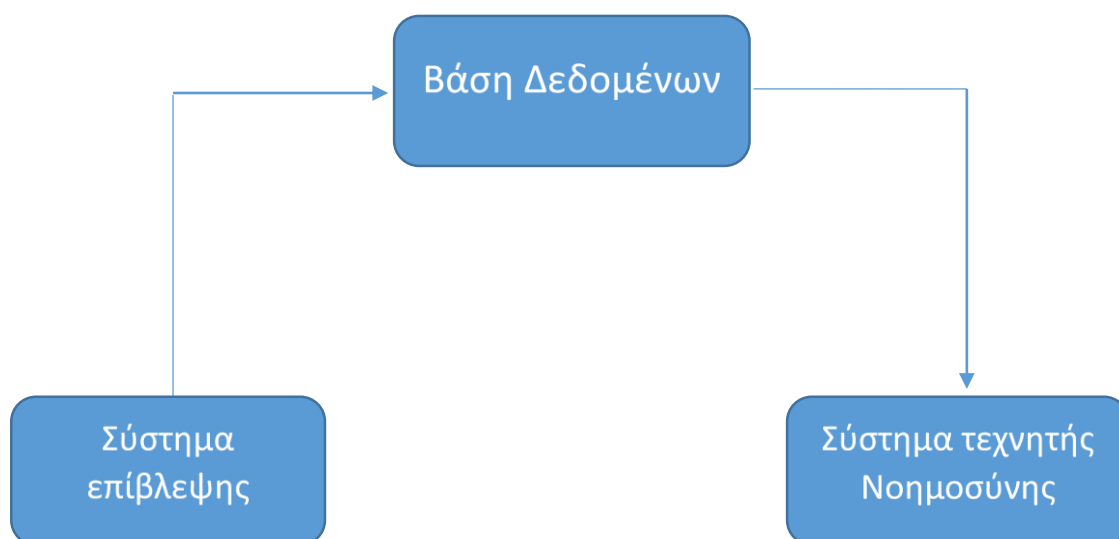 Βάση Δεδομένων
Σύστημα
επίβλεψης
Σύστημα τεχνητής
Νοημοσύνης